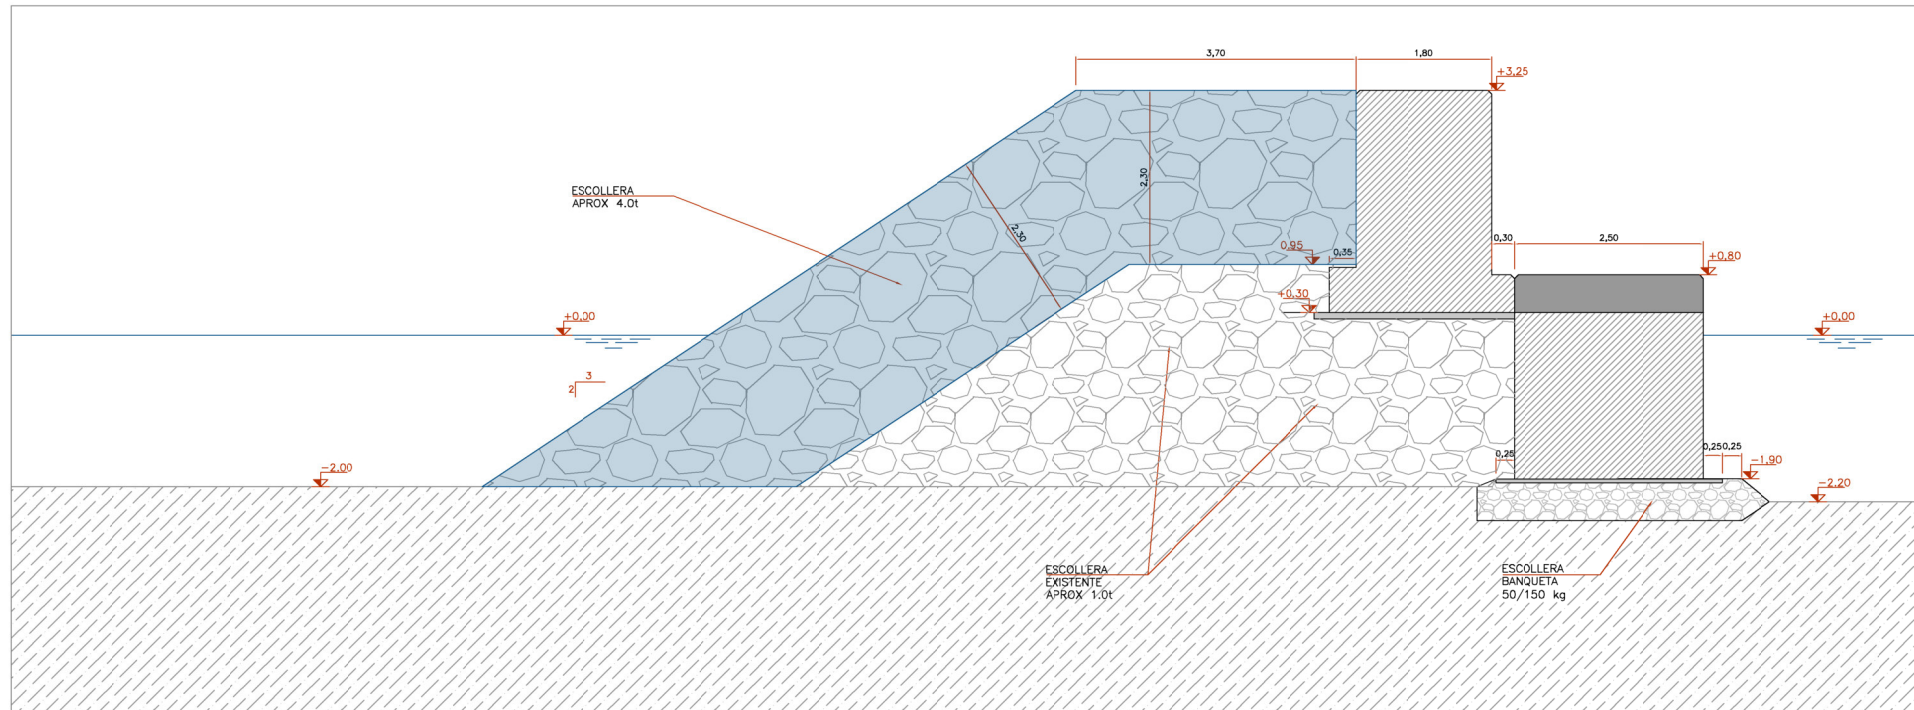 3,70
1,80
+3,25
ESCOLLERA
APROX 4.0t
2,30
2,30
0,95
0,35
0,30
2,50
+0,80
+0,30
+0,00
+0,00
3
2
-2.00
0,25
0,25
0,25
-1,90
-2.20
ESCOLLERA
EXISTENTE
APROX 1.0t
ESCOLLERA
BANQUETA
50/150 kg